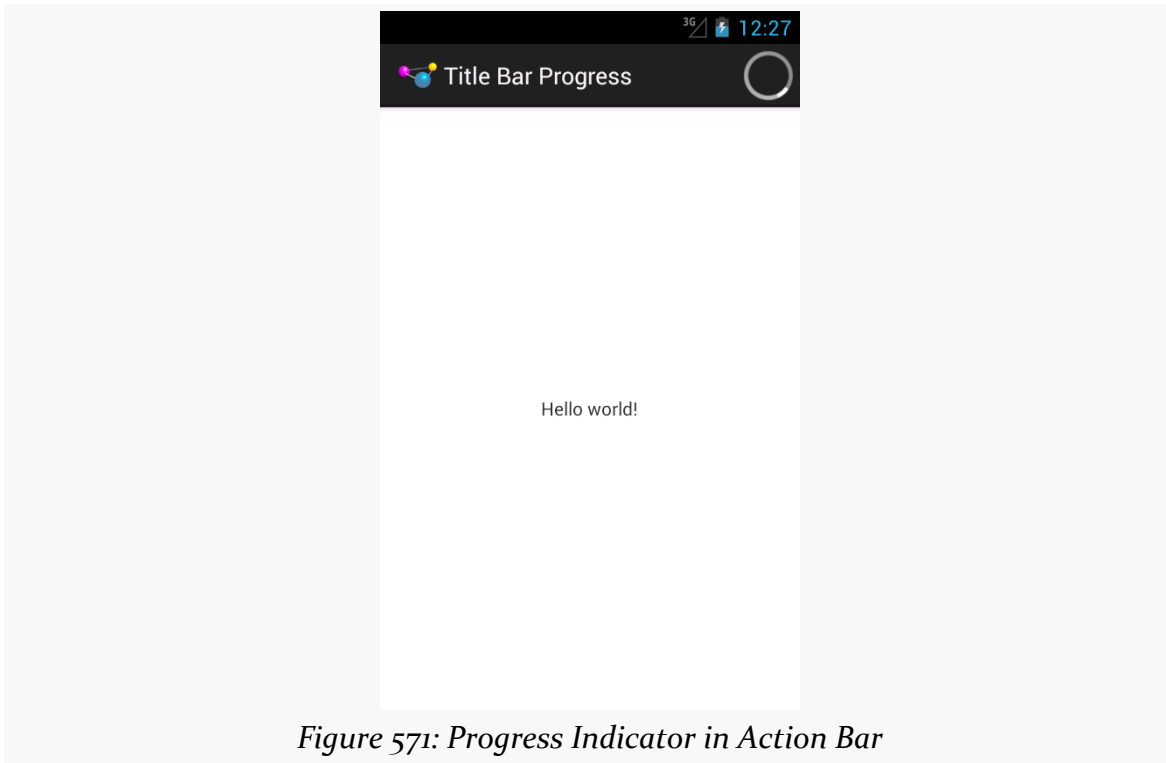 3G 12:27
Title Bar Progress
Hello world!
Figure 571: Progress Indicator in Action Bar